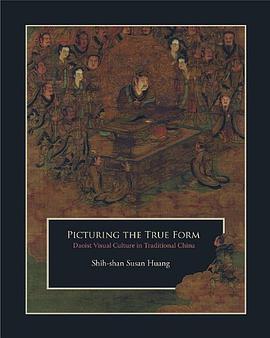 PICTURING THE TRUE FORM
Daoist Visual Culture in Traditional China
Shih-shan Susan Huang